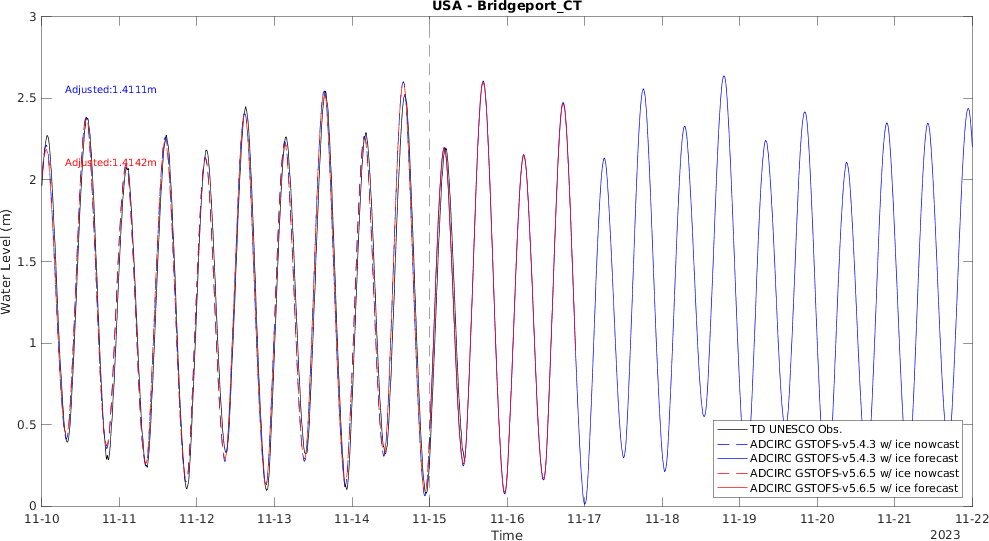 USA - Bridgeport_CT
3
2.5
2
1.5
1
0.5
0
Water Level (m)
Adjusted:1.4111m
Adjusted:1.4142m
TD UNESCO Obs.
ADCIRC GSTOFS-v5.4.3 w/ ice nowcast
ADCIRC GSTOFS-v5.4.3 w/ ice forecast
ADCIRC GSTOFS-v5.6.5 w/ ice nowcast
ADCIRC GSTOFS-v5.6.5 w/ ice forecast
11-10 11-11 11-12 11-13 11-14 11-15 11-16 11-17 11-18 11-19 11-20 11-21 11-22
Time
2023